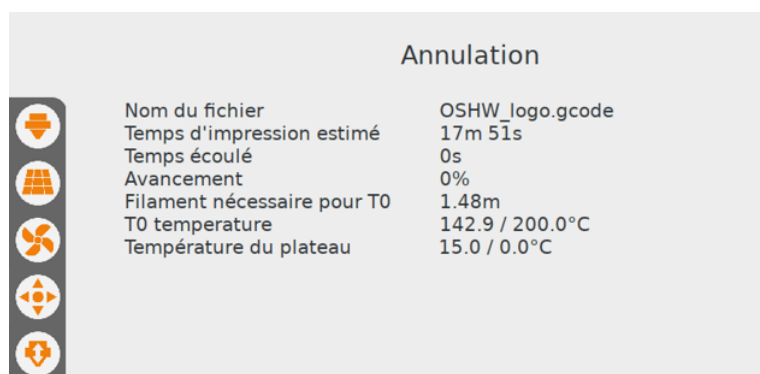 Annulation
Nom du fichier OSHW_logo.gcode
Temps d'impression estimé 17m 51s
Temps écoulé 0s
Avancement 0%
Filament nécessaire pour T0 1.48m
T0 temperature 142.9 / 200.0°C
Température du plateau 15.0 / 0.0°C